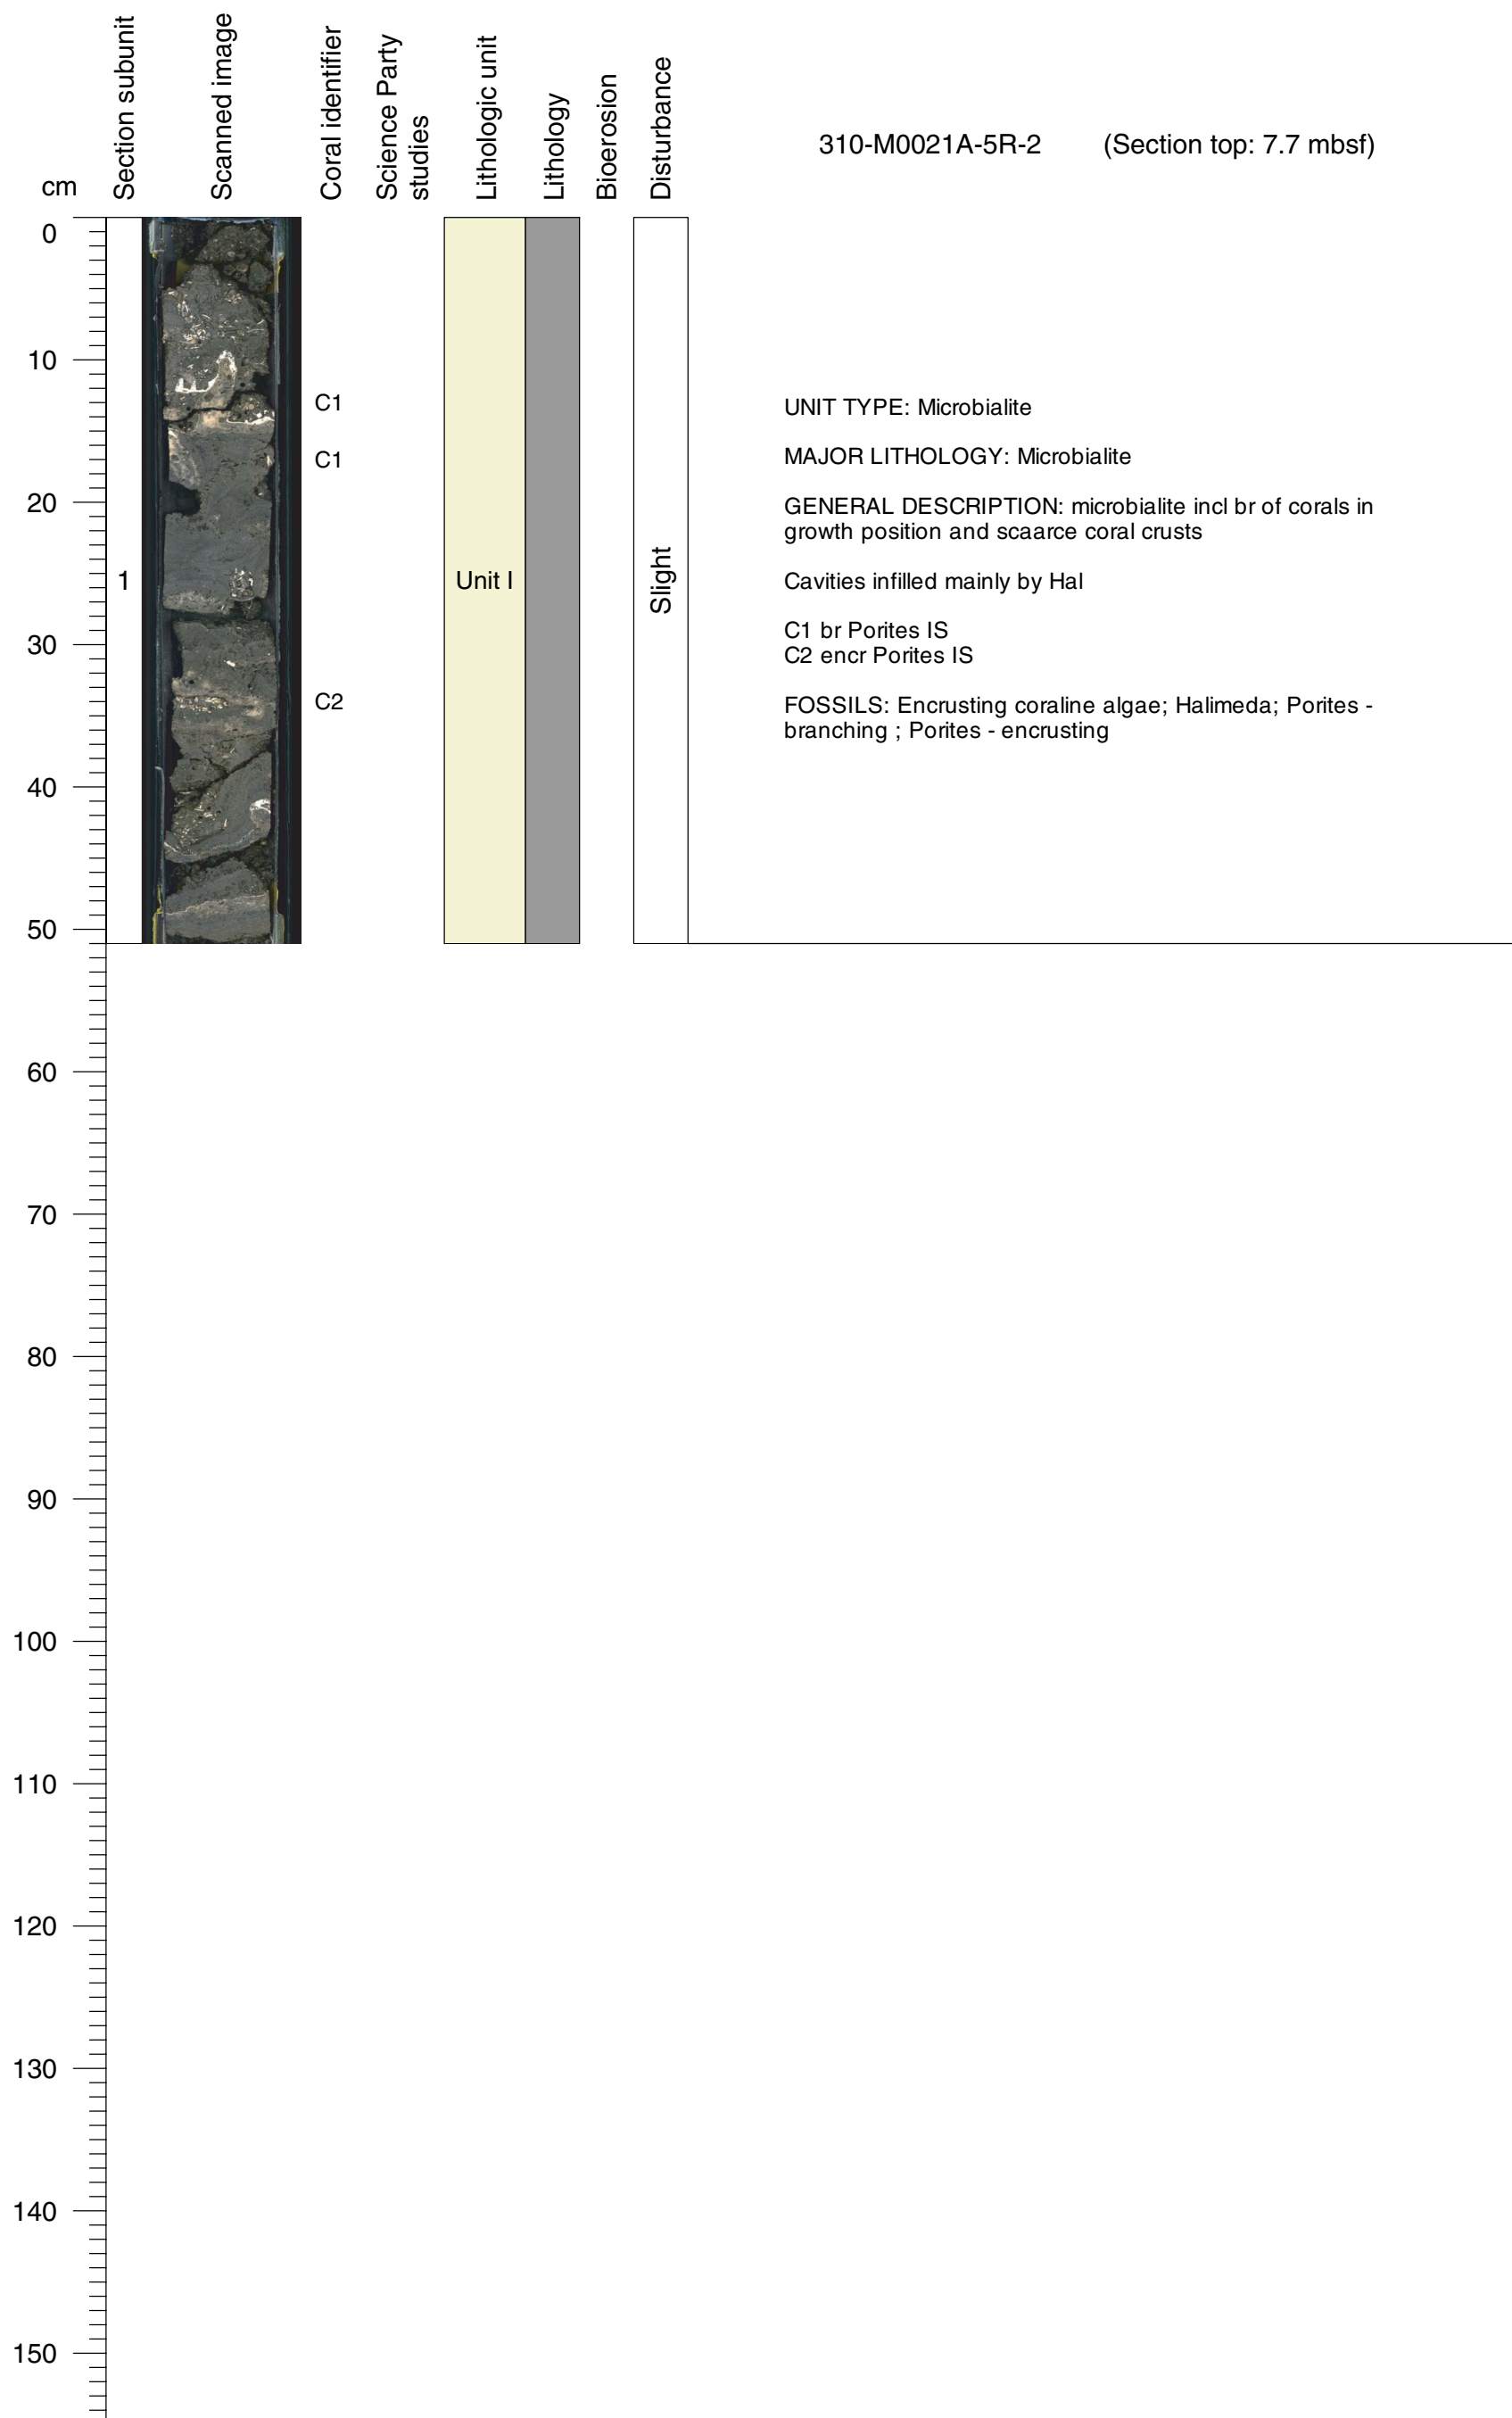 Section subunit
Scanned image
Coral identifier
Science Party
studies
Lithologic unit
Lithology
Bioerosion
Disturbance
310-M0021A-5R-2 (Section top: 7.7 mbsf)
cm
0
10
C1
UNIT TYPE: Microbialite
C1
MAJOR LITHOLOGY: Microbialite
20
GENERAL DESCRIPTION: microbialite incl br of corals in
growth position and scaarce coral crusts
1
Unit I
Slight
Cavities infilled mainly by Hal
30
C1 br Porites IS
C2 encr Porites IS
C2
FOSSILS: Encrusting coraline algae; Halimeda; Porites -
branching ; Porites - encrusting
40
50
60
70
80
90
100
110
120
130
140
150